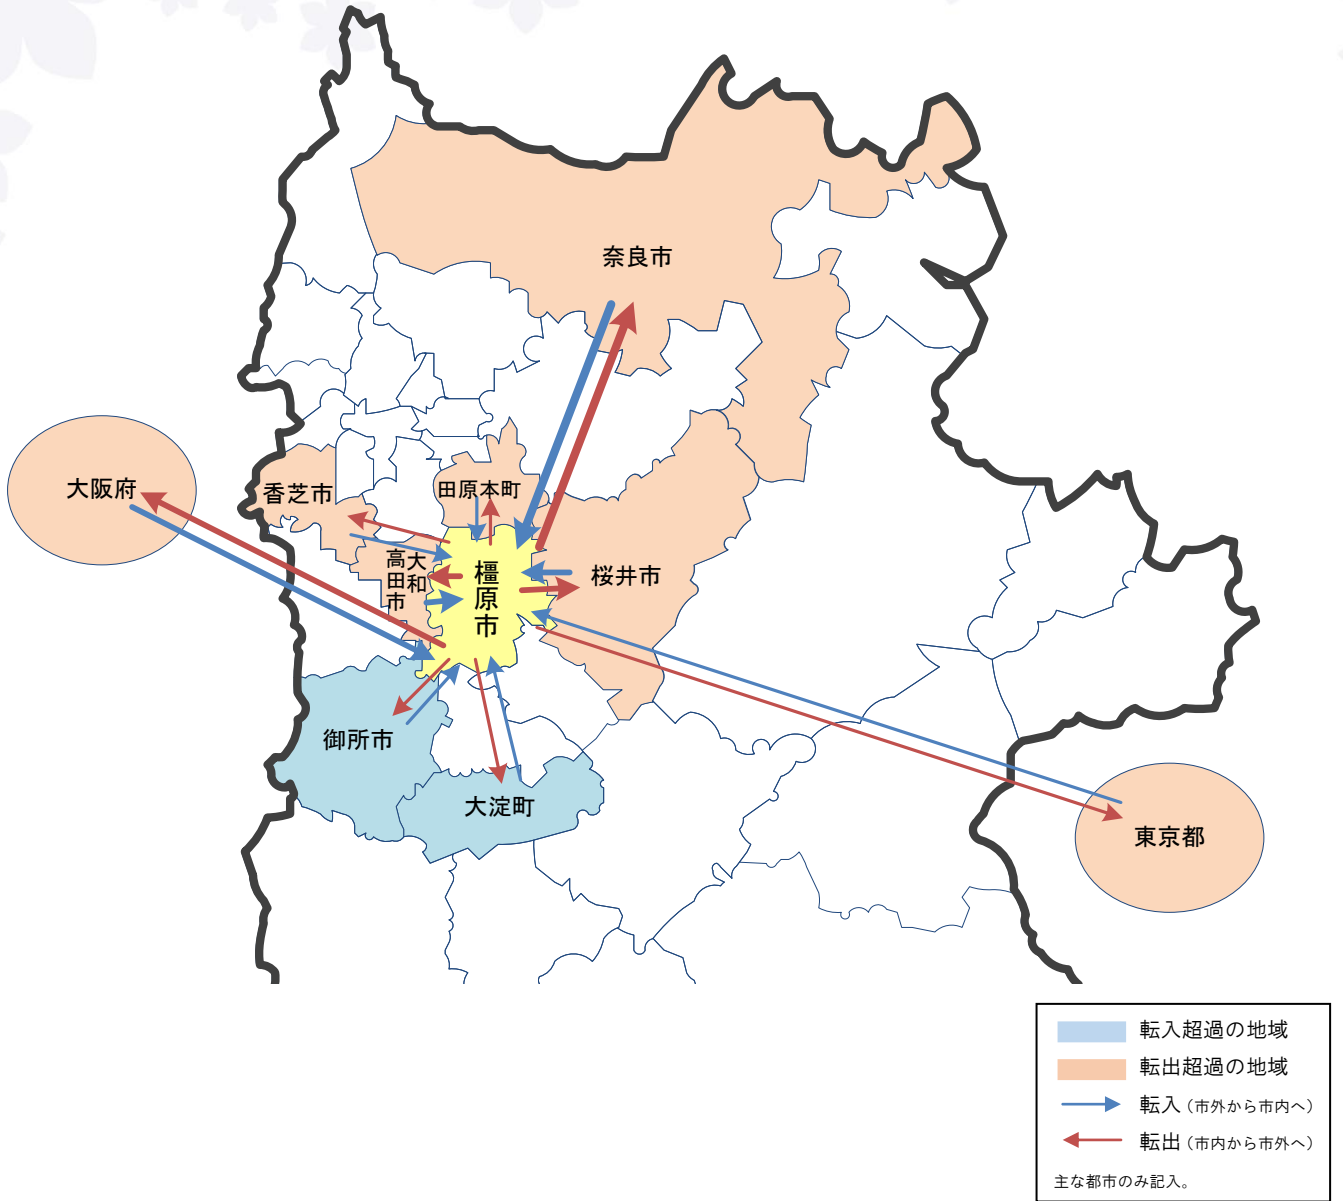 奈良市
大阪府
香芝市
田原本町
大和
高田市
橿原市
桜井市
御所市
大淀町
東京都
転入超過の地域
転出超過の地域
転入（市外から市内へ）
転出（市内から市外へ）
主な都市のみ記入。